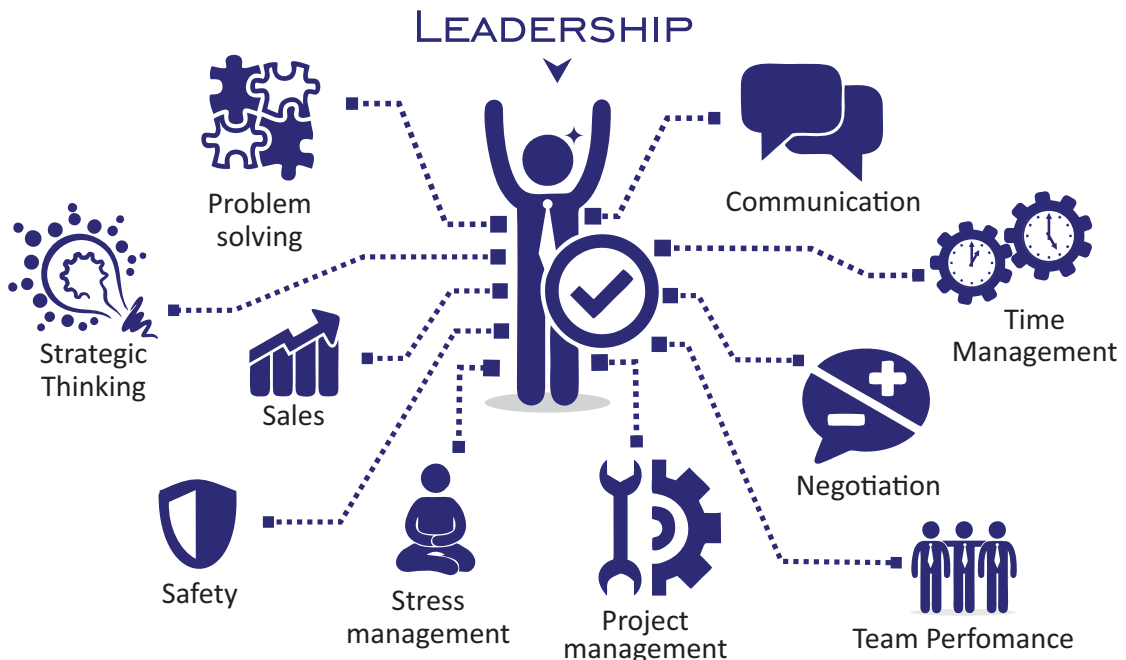 LEADERSHIP
Problem
solving
Communication
Strategic
Thinking
Time
Management
Sales
Negotiation
Safety
Stress
management
Project
management
Team Perfomance